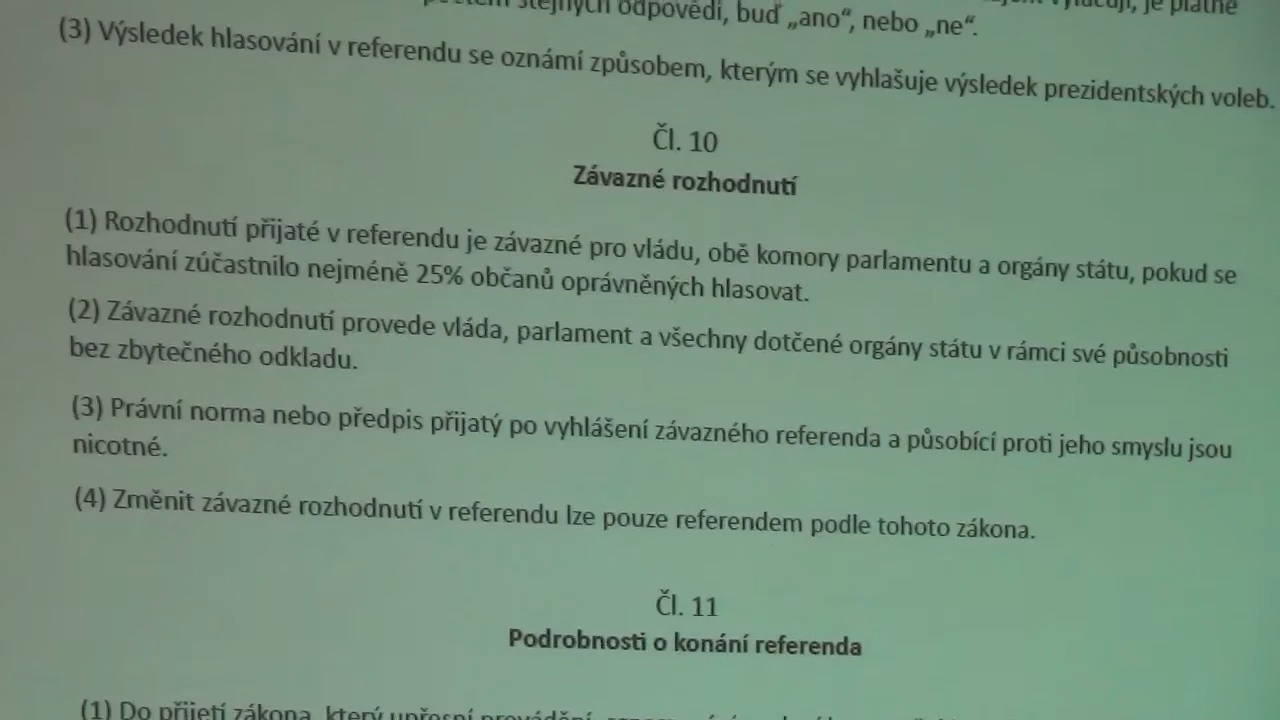 stejných odpovědí, buď „ano“, nebo „ne“.
je platné
(3) Výsledek hlasování v referendu se oznámí způsobem, kterým se vyhlašuje výsledek prezidentských voleb.
Čl. 10
Závazné rozhodnutí
(1) Rozhodnutí přijaté v referendu je závazné pro vládu, obě komory parlamentu a orgány státu, pokud se
hlasování zúčastnilo nejméně 25% občanů oprávněných hlasovat.
(2) Závazné rozhodnutí provede vláda, parlament a všechny dotčené orgány státu v rámci své působnosti
bez zbytečného odkladu.
(3) Právní norma nebo předpis přijatý po vyhlášení závazného referenda a působící proti jeho smyslu jsou
nicotné.
(4) Změnit závazné rozhodnutí v referendu lze pouze referendem podle tohoto zákona.
Čl. 11
Podrobnosti o konání referenda
(1) Do přijetí zákona, který upřesní provádění,